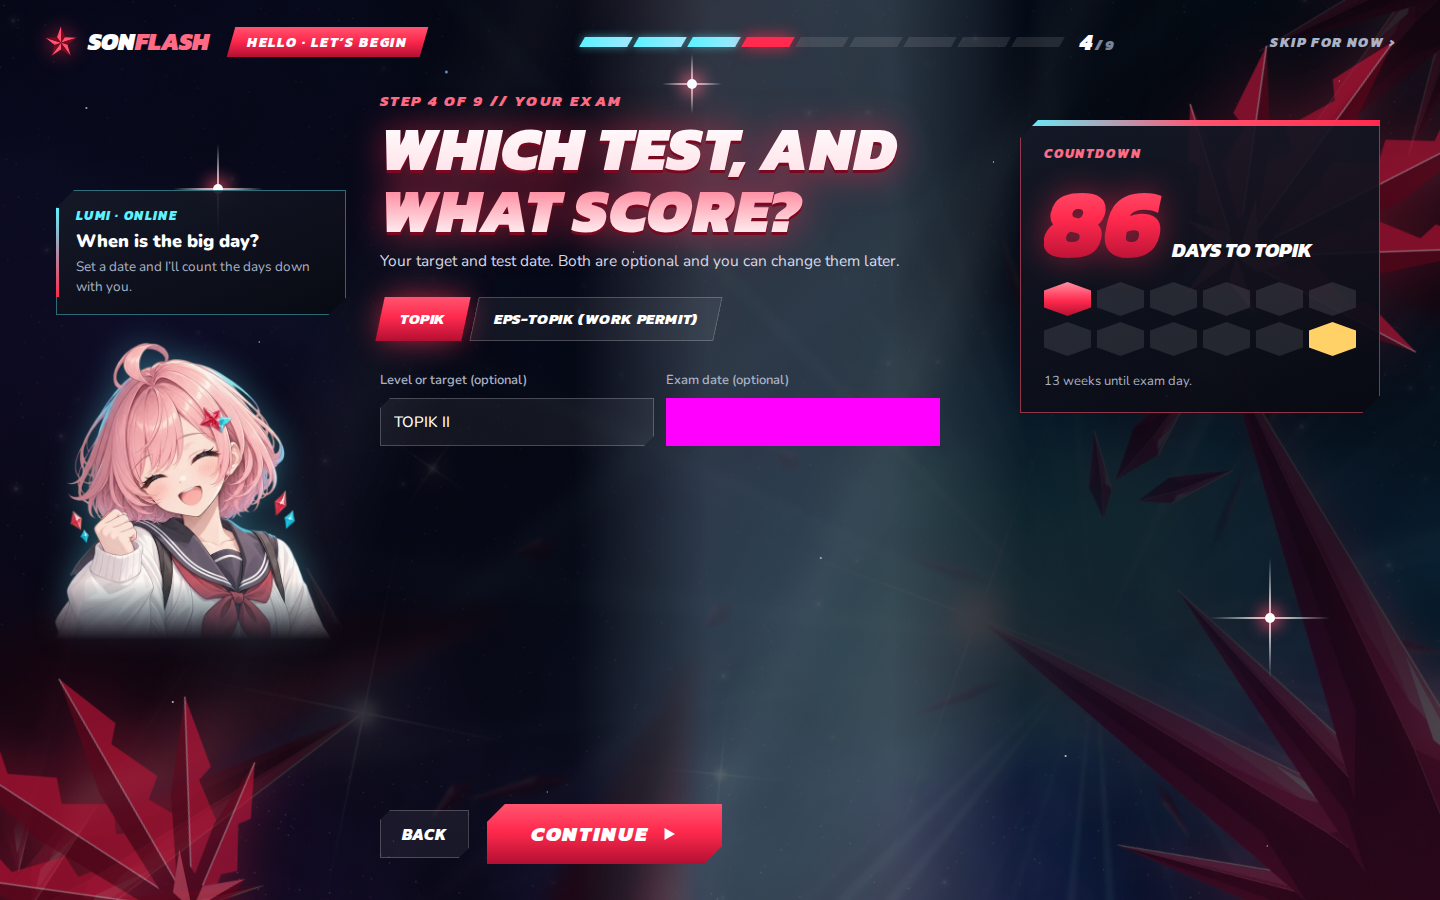 SONFLASH
HELLO · LET'S BEGIN
4 / 9
SKIP FOR NOW ›
STEP 4 OF 9 // YOUR EXAM
WHICH TEST, AND
WHAT SCORE?
Your target and test date. Both are optional and you can change them later.
LUMI · ONLINE
When is the big day?
Set a date and I'll count the days down
with you.
TOPIK
EPS-TOPIK (WORK PERMIT)
Level or target (optional)
Exam date (optional)
TOPIK II
COUNTDOWN
86 DAYS TO TOPIK
13 weeks until exam day.
BACK
CONTINUE